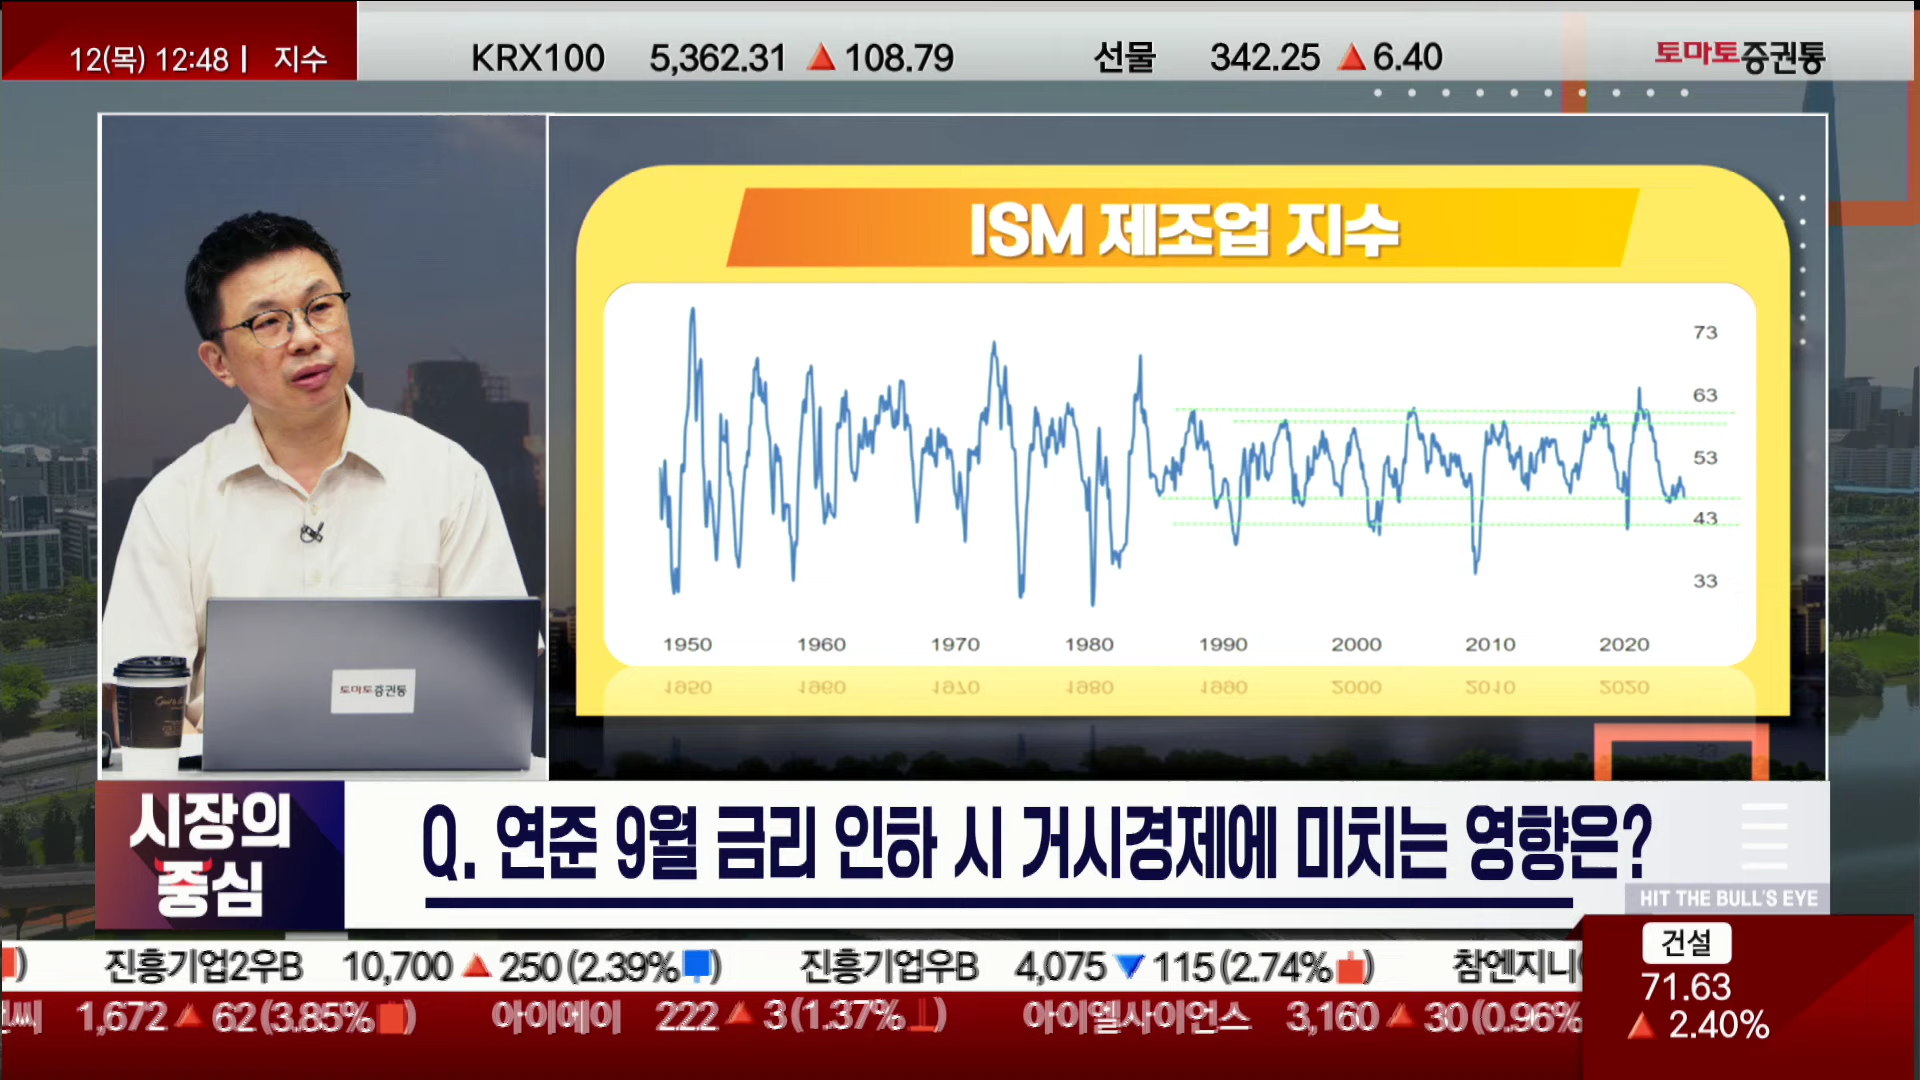 12(목) 12:48 | 지수
KRX100 5,362.31 ▲ 108.79 선물 342.25 ▲ 6.40
토마토증권통
ISM 제조업 지수
73
63
53
43
33
1950 1960 1970 1980 1990 2000 2010 2020
토마토증권통
시장의
중심
Q. 연준 9월 금리 인하 시 거시경제에 미치는 영향은?
HIT THE BULL'S EYE
진흥기업2우B 10,700 ▲ 250 (2.39%) 진흥기업우B 4,075 ▼ 115 (2.74%) 참엔지니
씨 1,672 ▲ 62 (3.85%) 아이에이 222 ▲ 3 (1.37%) 아이엘사이언스 3,160 ▲ 30 (0.96%
건설
71.63
▲ 2.40%